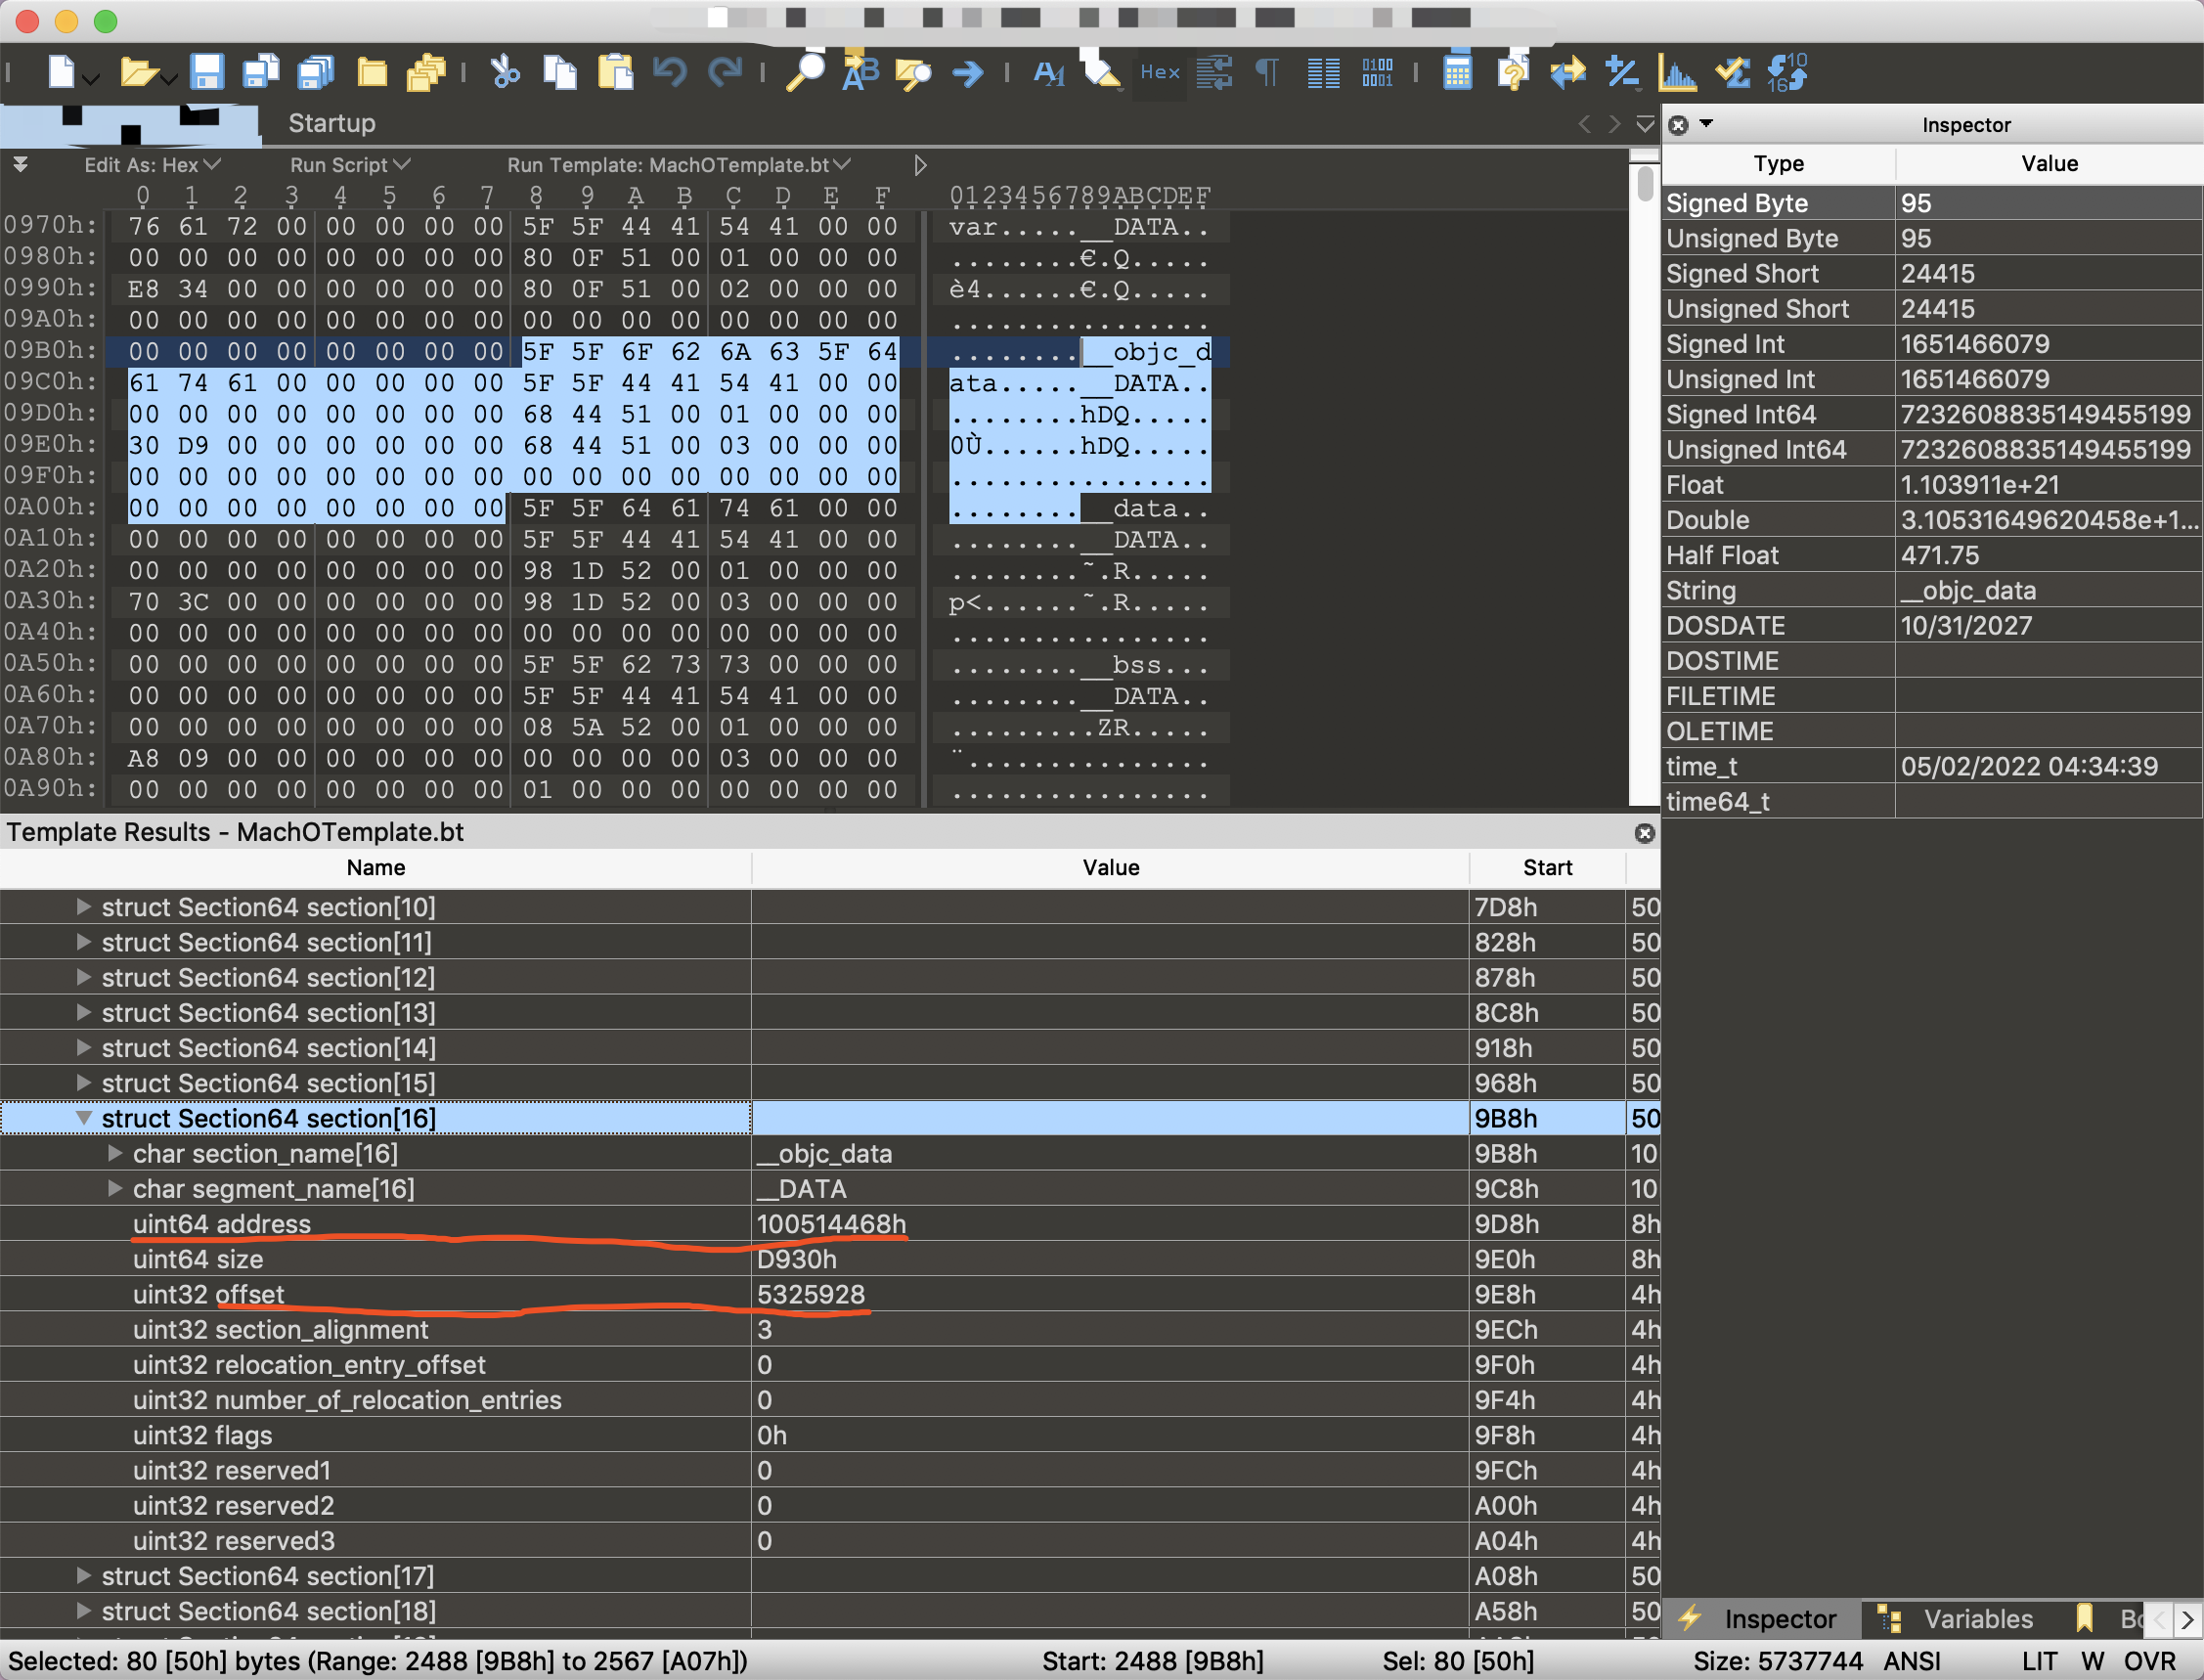 Hex
10
16
0100
0001
Startup
Edit As: Hex Run Script Run Template: MachOTemplate.bt
0 1 2 3 4 5 6 7 8 9 A B C D E F 0123456789ABCDEF
0970h: 76 61 72 00 00 00 00 00 5F 5F 44 41 54 41 00 00 var.....__DATA..
0980h: 00 00 00 00 00 00 00 00 80 0F 51 00 01 00 00 00 ........€.Q.....
0990h: E8 34 00 00 00 00 00 00 80 0F 51 00 02 00 00 00 è4......€.Q.....
09A0h: 00 00 00 00 00 00 00 00 00 00 00 00 00 00 00 00 ................
09B0h: 00 00 00 00 00 00 00 00 5F 5F 6F 62 6A 63 5F 64 ........__objc_d
09C0h: 61 74 61 00 00 00 00 00 5F 5F 44 41 54 41 00 00 ata.....__DATA..
09D0h: 00 00 00 00 00 00 00 00 68 44 51 00 01 00 00 00 ........hDQ.....
09E0h: 30 D9 00 00 00 00 00 00 68 44 51 00 03 00 00 00 0Ù......hDQ.....
09F0h: 00 00 00 00 00 00 00 00 00 00 00 00 00 00 00 00 ................
0A00h: 00 00 00 00 00 00 00 00 5F 5F 64 61 74 61 00 00 ........__data..
0A10h: 00 00 00 00 00 00 00 00 5F 5F 44 41 54 41 00 00 ........__DATA..
0A20h: 00 00 00 00 00 00 00 00 98 1D 52 00 01 00 00 00 ........˜.R.....
0A30h: 70 3C 00 00 00 00 00 00 98 1D 52 00 03 00 00 00 p<......˜.R.....
0A40h: 00 00 00 00 00 00 00 00 00 00 00 00 00 00 00 00 ................
0A50h: 00 00 00 00 00 00 00 00 5F 5F 62 73 73 00 00 00 ........__bss...
0A60h: 00 00 00 00 00 00 00 00 5F 5F 44 41 54 41 00 00 ........__DATA..
0A70h: 00 00 00 00 00 00 00 00 08 5A 52 00 01 00 00 00 .........ZR.....
0A80h: A8 09 00 00 00 00 00 00 00 00 00 00 03 00 00 00 ¨...............
0A90h: 00 00 00 00 00 00 00 00 01 00 00 00 00 00 00 00 ................
Inspector
Type Value
Signed Byte 95
Unsigned Byte 95
Signed Short 24415
Unsigned Short 24415
Signed Int 1651466079
Unsigned Int 1651466079
Signed Int64 7232608835149455199
Unsigned Int64 7232608835149455199
Float 1.103911e+21
Double 3.10531649620458e+1...
Half Float 471.75
String __objc_data
DOSDATE 10/31/2027
DOSTIME
FILETIME
OLETIME
time_t 05/02/2022 04:34:39
time64_t
Template Results - MachOTemplate.bt
Name Value Start
struct Section64 section[10] 7D8h 50
struct Section64 section[11] 828h 50
struct Section64 section[12] 878h 50
struct Section64 section[13] 8C8h 50
struct Section64 section[14] 918h 50
struct Section64 section[15] 968h 50
struct Section64 section[16] 9B8h 50
char section_name[16] __objc_data 9B8h 10
char segment_name[16] __DATA 9C8h 10
uint64 address 100514468h 9D8h 8h
uint64 size D930h 9E0h 8h
uint32 offset 5325928 9E8h 4h
uint32 section_alignment 3 9ECh 4h
uint32 relocation_entry_offset 0 9F0h 4h
uint32 number_of_relocation_entries 0 9F4h 4h
uint32 flags 0h 9F8h 4h
uint32 reserved1 0 9FCh 4h
uint32 reserved2 0 A00h 4h
uint32 reserved3 0 A04h 4h
struct Section64 section[17] A08h 50
struct Section64 section[18] A58h 50
Inspector Variables
Selected: 80 [50h] bytes (Range: 2488 [9B8h] to 2567 [A07h]) Start: 2488 [9B8h] Sel: 80 [50h] Size: 5737744 ANSI LIT W OVR